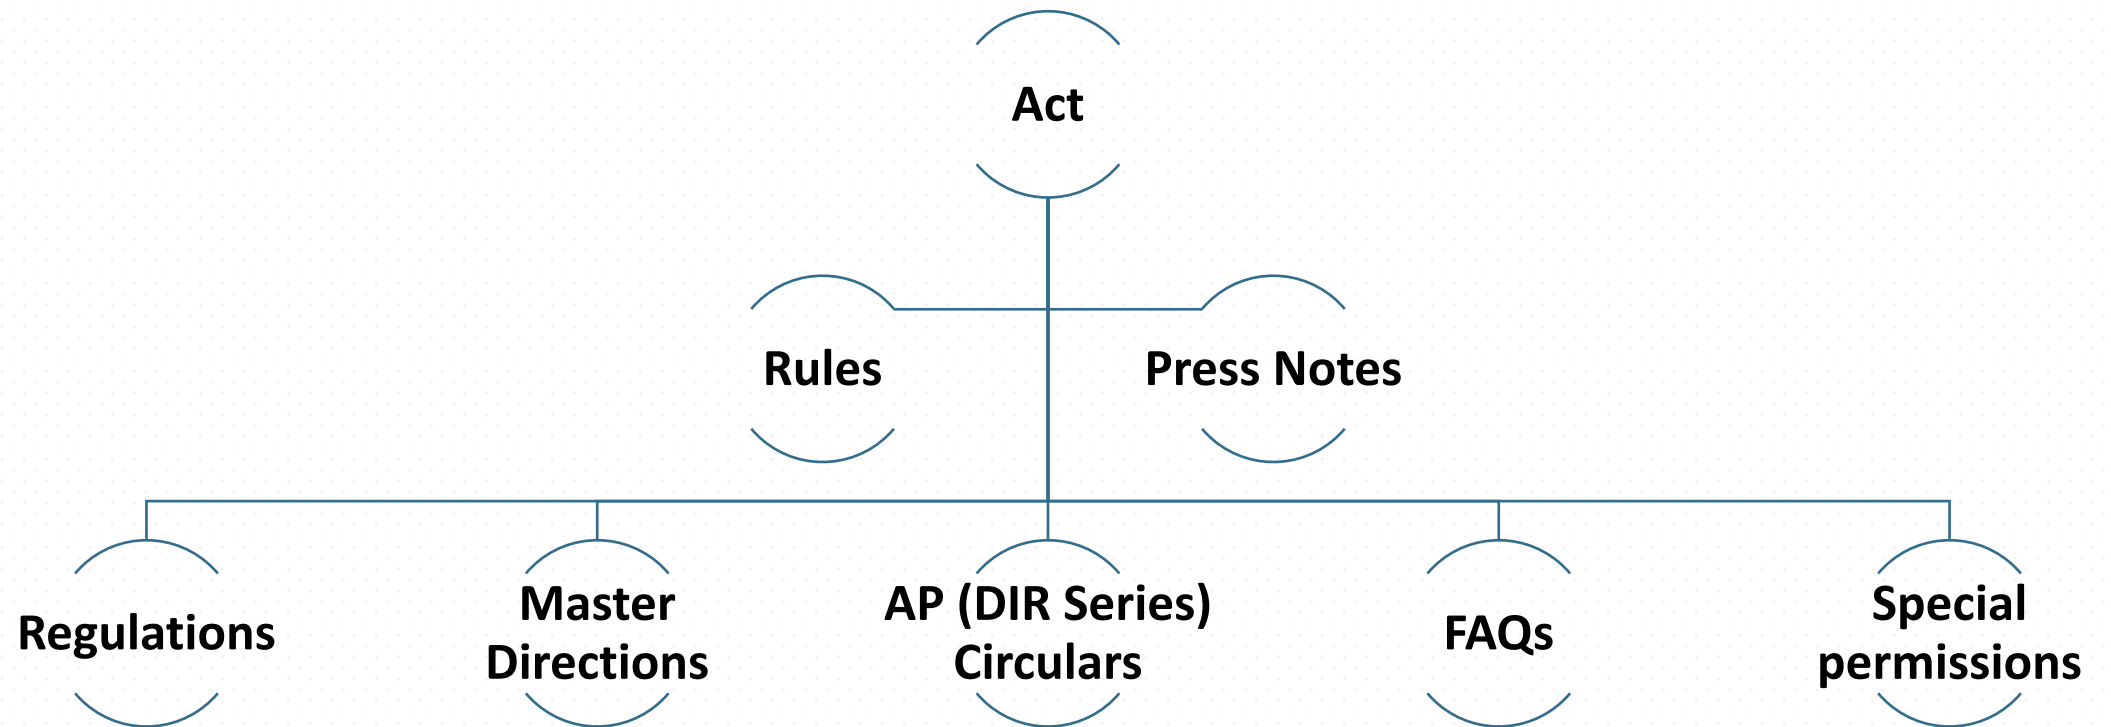 Act
Rules
Press Notes
Regulations
Master
Directions
AP (DIR Series)
Circulars
FAQs
Special
permissions